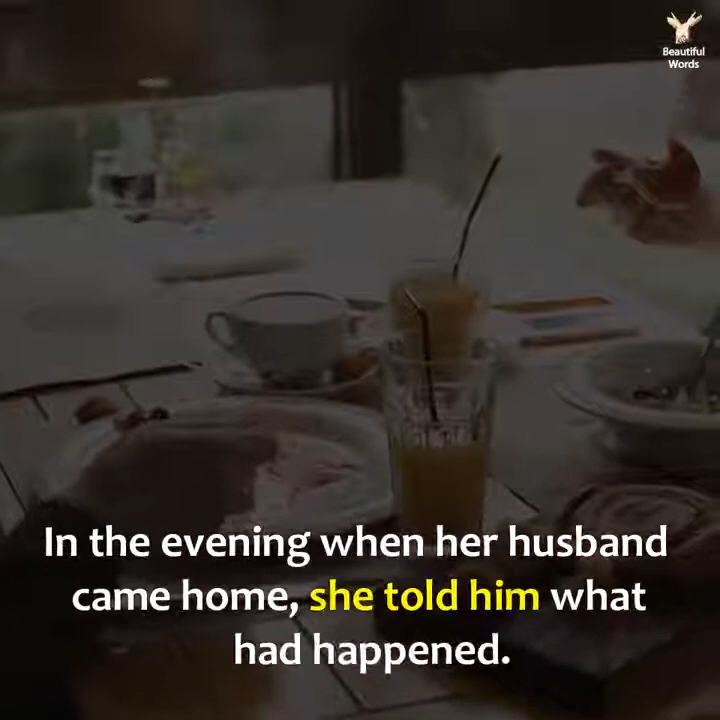 Beautiful
Words
In the evening when her husband
came home, she told him what
had happened.